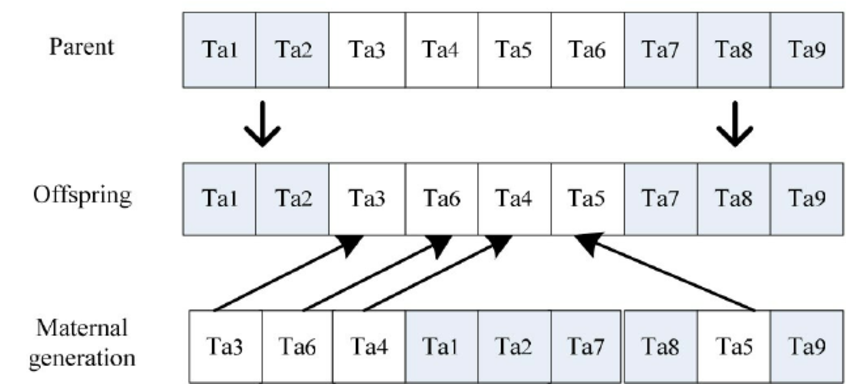 Parent Ta1 Ta2 Ta3 Ta4 Ta5 Ta6 Ta7 Ta8 Ta9
Offspring Ta1 Ta2 Ta3 Ta6 Ta4 Ta5 Ta7 Ta8 Ta9
Maternal
generation Ta3 Ta6 Ta4 Ta1 Ta2 Ta7 Ta8 Ta5 Ta9